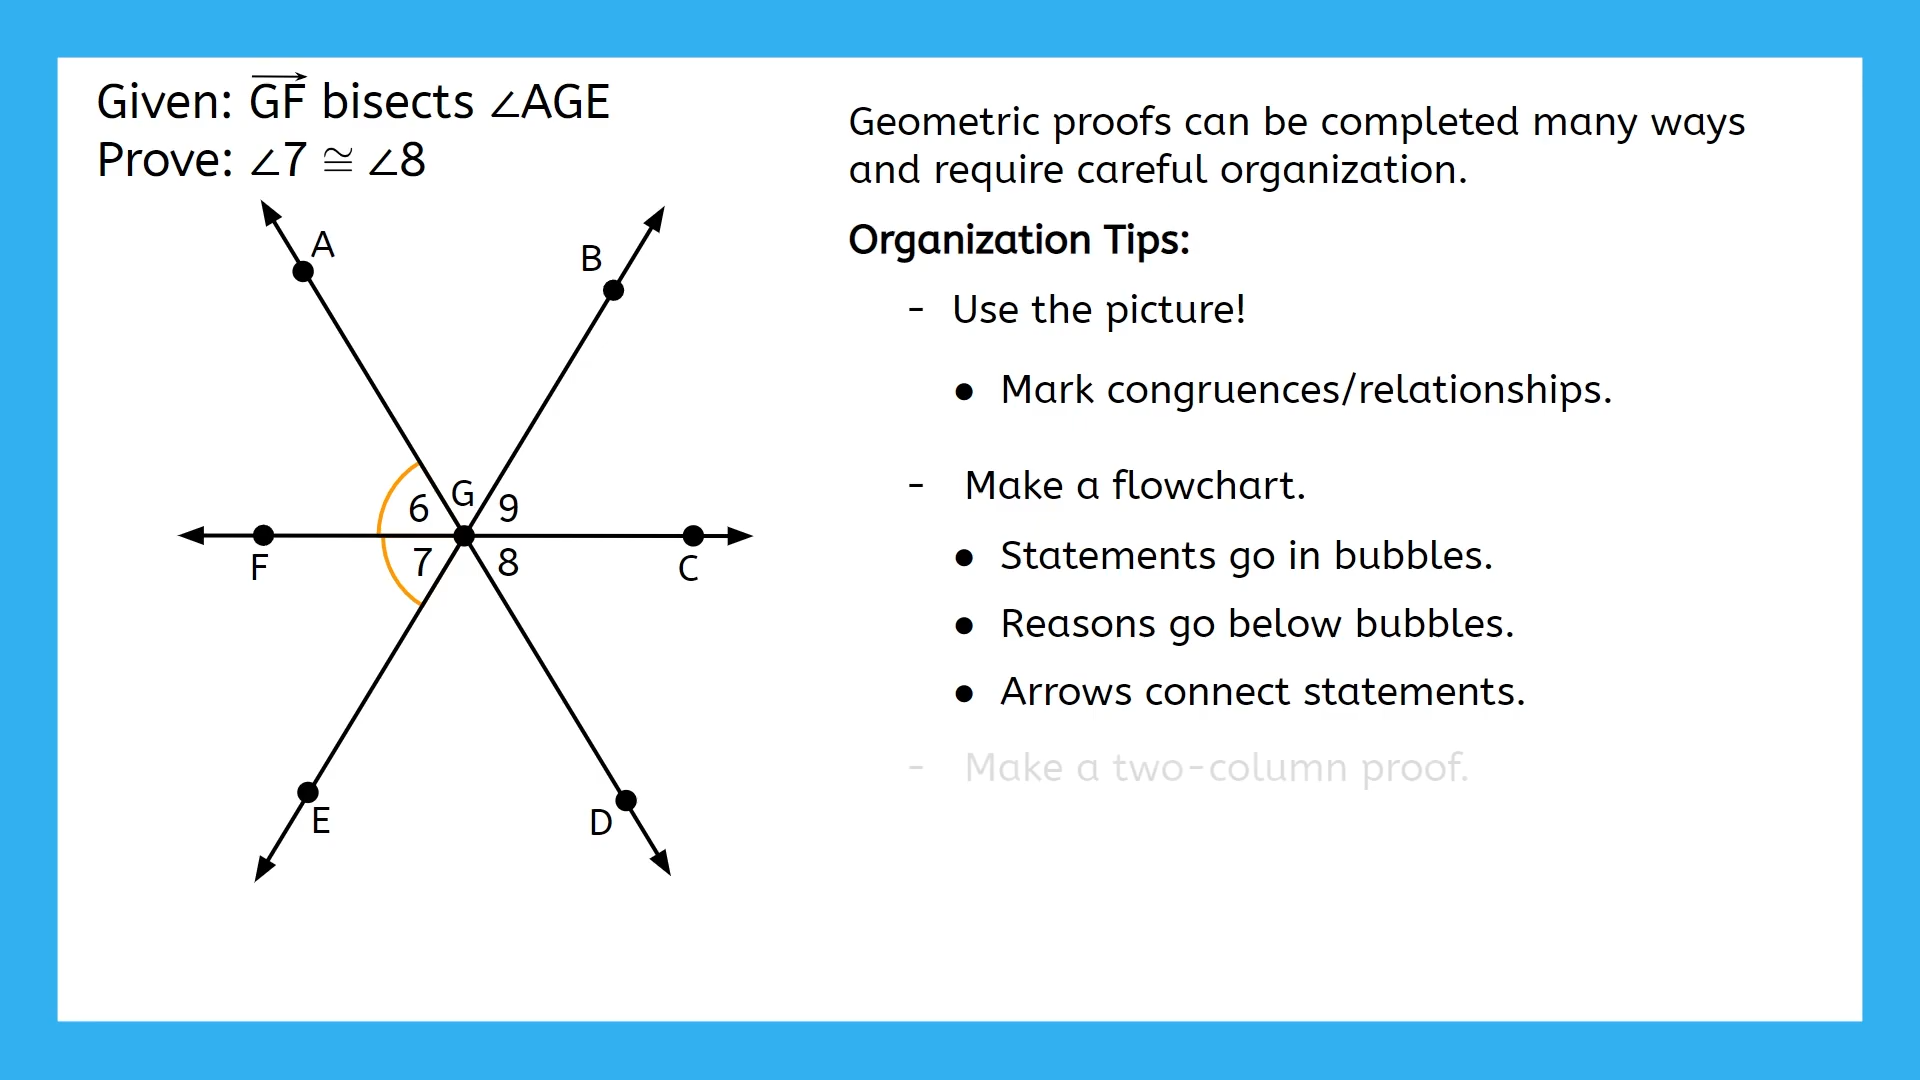 Given: GF bisects ∠AGE
Prove: ∠7 ≅ ∠8
A
B
6 G 9
F 7 8 C
E
D
Geometric proofs can be completed many ways
and require careful organization.
Organization Tips:
- Use the picture!
● Mark congruences/relationships.
- Make a flowchart.
● Statements go in bubbles.
● Reasons go below bubbles.
● Arrows connect statements.
- Make a two-column proof.